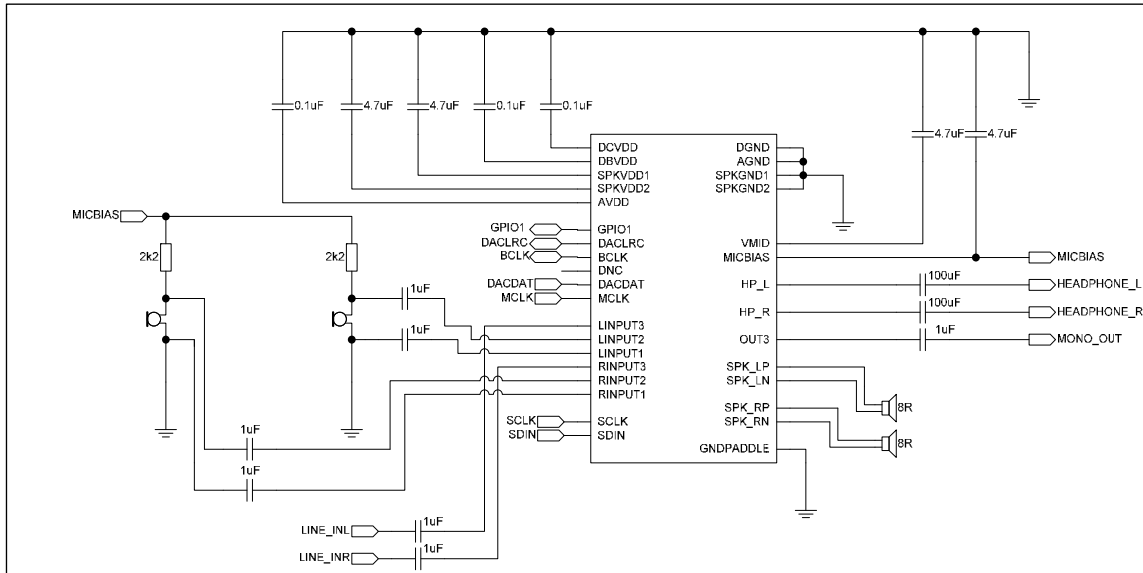 0.1uF
4.7uF
4.7uF
0.1uF
0.1uF
4.7uF
4.7uF
DCVDD
DBVDD
SPKVDD1
SPKVDD2
AVDD
DGND
AGND
SPKGND1
SPKGND2
MICBIAS
2k2
2k2
GPIO1
GPIO1
DACLRC
DACLRC
BCLK
BCLK
DNC
DACDAT
DACDAT
MCLK
MCLK
VMID
MICBIAS
MICBIAS
HP_L
100uF
HEADPHONE_L
HP_R
100uF
HEADPHONE_R
OUT3
1uF
MONO_OUT
1uF
1uF
LINPUT3
LINPUT2
LINPUT1
RINPUT3
RINPUT2
RINPUT1
SPK_LP
SPK_LN
8R
SPK_RP
SPK_RN
8R
SCLK
SCLK
SDIN
SDIN
GNDPADDLE
1uF
1uF
LINE_INL
1uF
LINE_INR
1uF